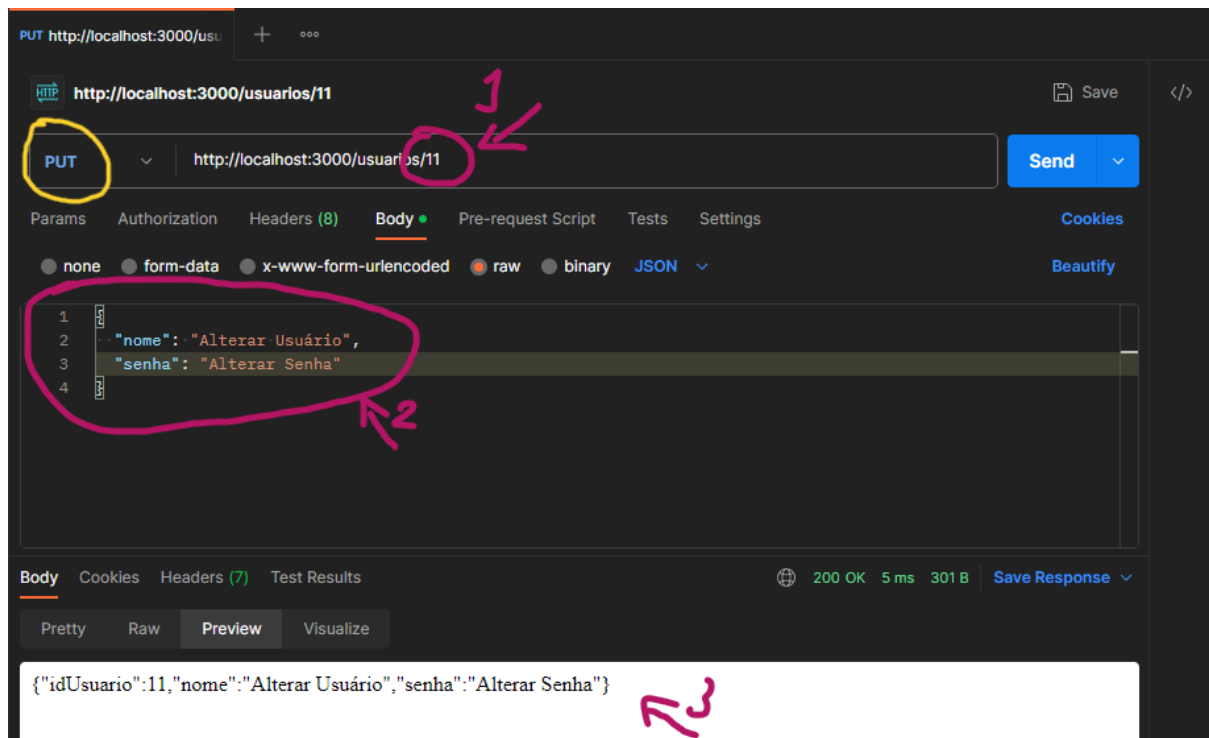 PUT http://localhost:3000/usu
HTTP http://localhost:3000/usuarios/11
Save
1
PUT http://localhost:3000/usuarios/11
Send
Params Authorization Headers (8) Body Pre-request Script Tests Settings Cookies
none form-data x-www-form-urlencoded raw binary JSON Beautify
1 {
2 "nome": "Alterar Usuário",
3 "senha": "Alterar Senha"
4 }
2
Body Cookies Headers (7) Test Results 200 OK 5 ms 301 B Save Response
Pretty Raw Preview Visualize
{"idUsuario":11,"nome":"Alterar Usuário","senha":"Alterar Senha"}
3